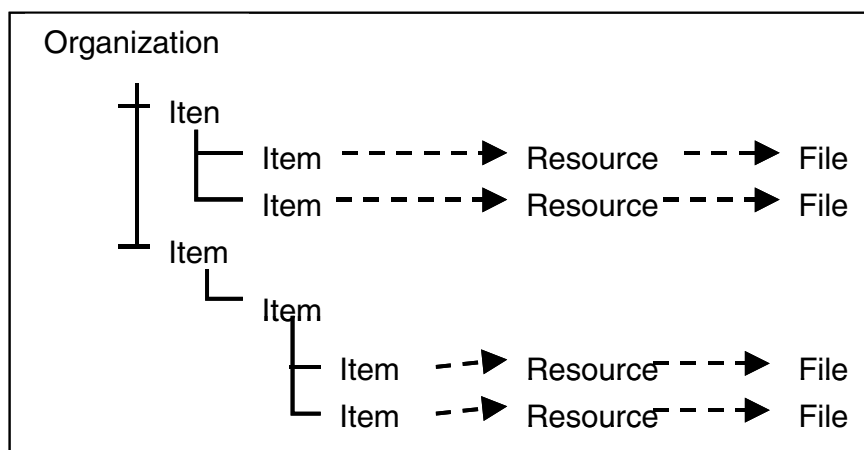 Organization
Iten
Item Resource File
Item Resource File
Item
Item
Item Resource File
Item Resource File